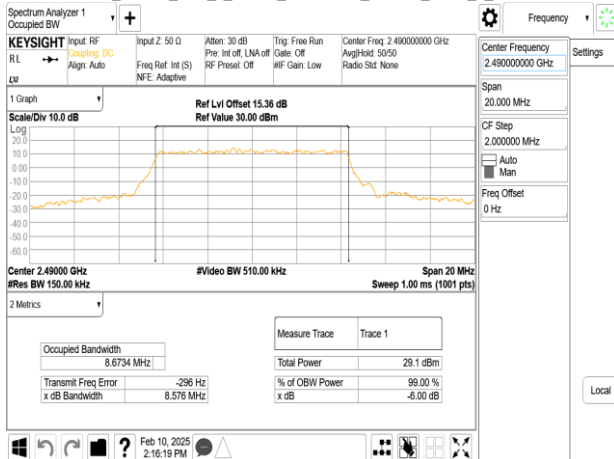 Spectrum Analyzer 1
Occupied BW
+
Frequency
KEYSIGHT Input: RF
RL
Coupling: DC
Align: Auto
Input Z: 50 Ω
Freq Ref: Int (S)
NFE: Adaptive
Atten: 30 dB
Pre: Int off, LNA off
RF Presel: Off
Trig: Free Run
Gate: Off
#IF Gain: Low
Center Freq: 2.490000000 GHz
Avg|Hold: 50/50
Radio Std: None
Center Frequency
2.490000000 GHz
Settings
Span
20.000 MHz
CF Step
2.000000 MHz
Auto
Man
Freq Offset
0 Hz
Local
1 Graph
Ref Lvl Offset 15.36 dB
Scale/Div 10.0 dB
Ref Value 30.00 dBm
Log
20.0
10.0
0.00
-10.0
-20.0
-30.0
-40.0
-50.0
-60.0
Center 2.49000 GHz
#Video BW 510.00 kHz
Span 20 MHz
#Res BW 150.00 kHz
Sweep 1.00 ms (1001 pts)
2 Metrics
Measure Trace Trace 1
Occupied Bandwidth
8.6734 MHz
Total Power 29.1 dBm
Transmit Freq Error -296 Hz
% of OBW Power 99.00 %
x dB Bandwidth 8.576 MHz
x dB -6.00 dB
?
Feb 10, 2025
2:16:19 PM